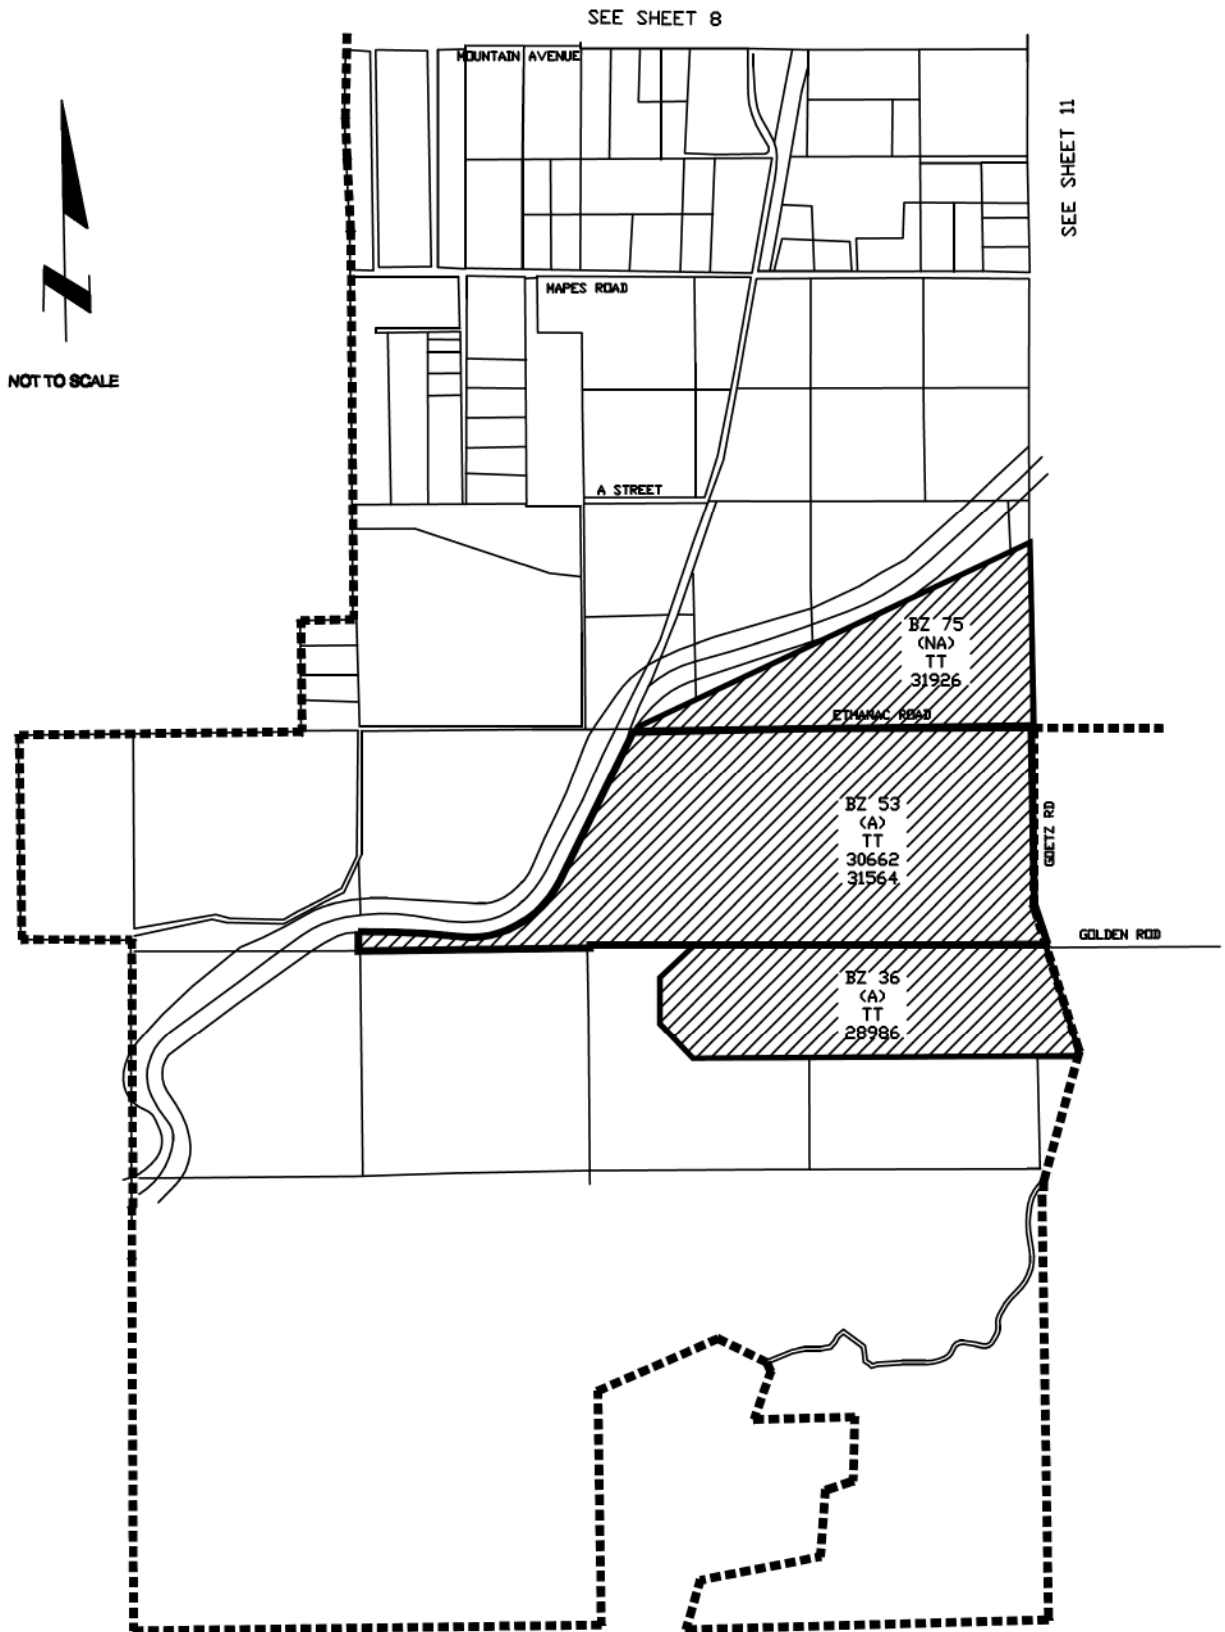 SEE SHEET 8
MOUNTAIN AVENUE
SEE SHEET 11
N
MAPES ROAD
NOT TO SCALE
A STREET
BZ 75
(NA)
TT
31926
ETHANAC ROAD
BZ 53
(A)
TT
30662
31564
GOETZ RD
GOLDEN ROD
BZ 36
(A)
TT
28986